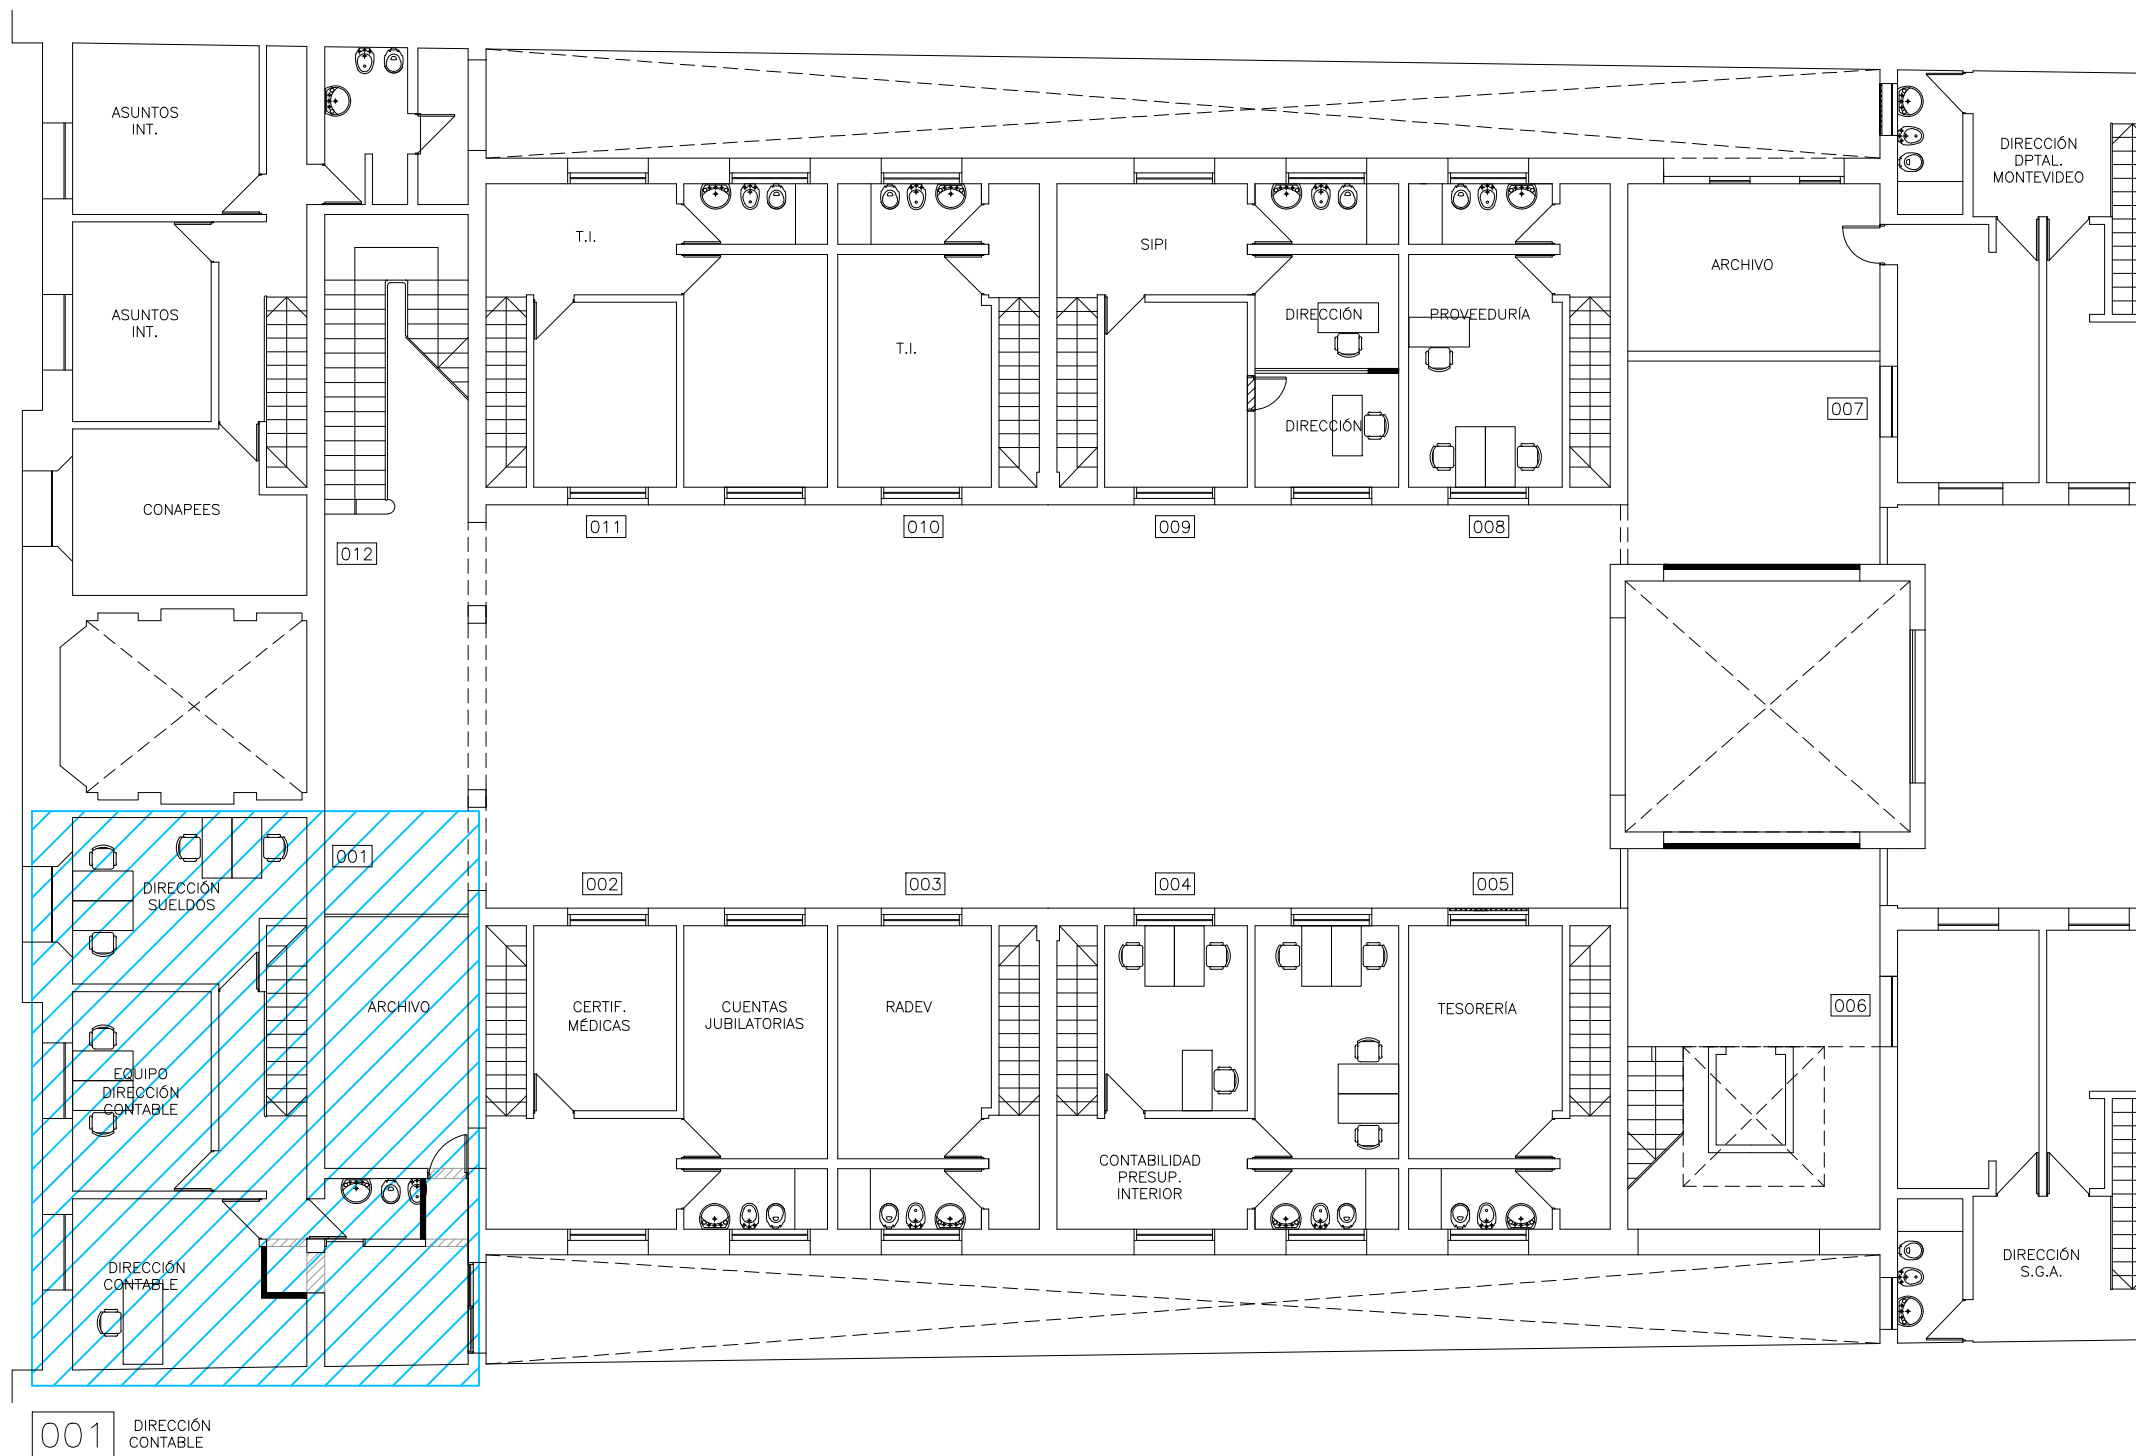 ASUNTOS
INT.
DIRECCIÓN
DPTAL.
MONTEVIDEO
T.I.
SIPI
ARCHIVO
ASUNTOS
INT.
DIRECCIÓN
PROVEEDURÍA
T.I.
007
DIRECCIÓN
CONAPEES
011
010
009
008
012
001
002
003
004
005
DIRECCIÓN
SUELDOS
ARCHIVO
CERTIF.
MÉDICAS
CUENTAS
JUBILATORIAS
RADEV
TESORERÍA
006
EQUIPO
DIRECCIÓN
CONTABLE
CONTABILIDAD
PRESUP.
INTERIOR
DIRECCIÓN
CONTABLE
DIRECCIÓN
S.G.A.
001
DIRECCIÓN
CONTABLE